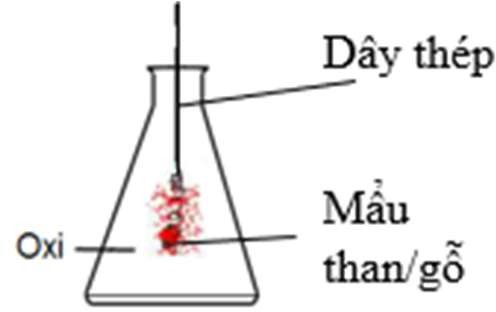 Dây thép
Oxi
Mẩu
than/gỗ